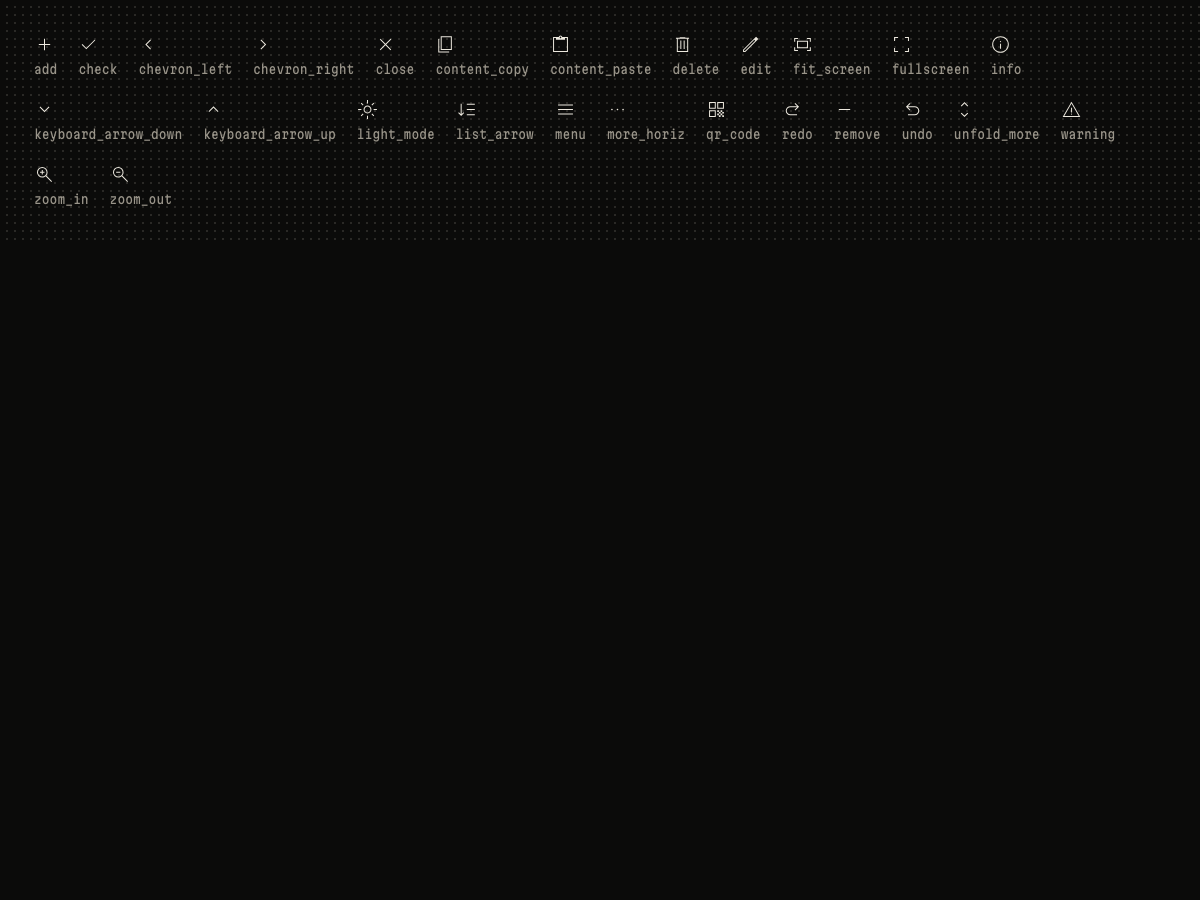 add check chevron_left chevron_right close content_copy content_paste delete edit fit_screen fullscreen info
keyboard_arrow_down keyboard_arrow_up light_mode list_arrow menu more_horiz qr_code redo remove undo unfold_more warning
zoom_in zoom_out